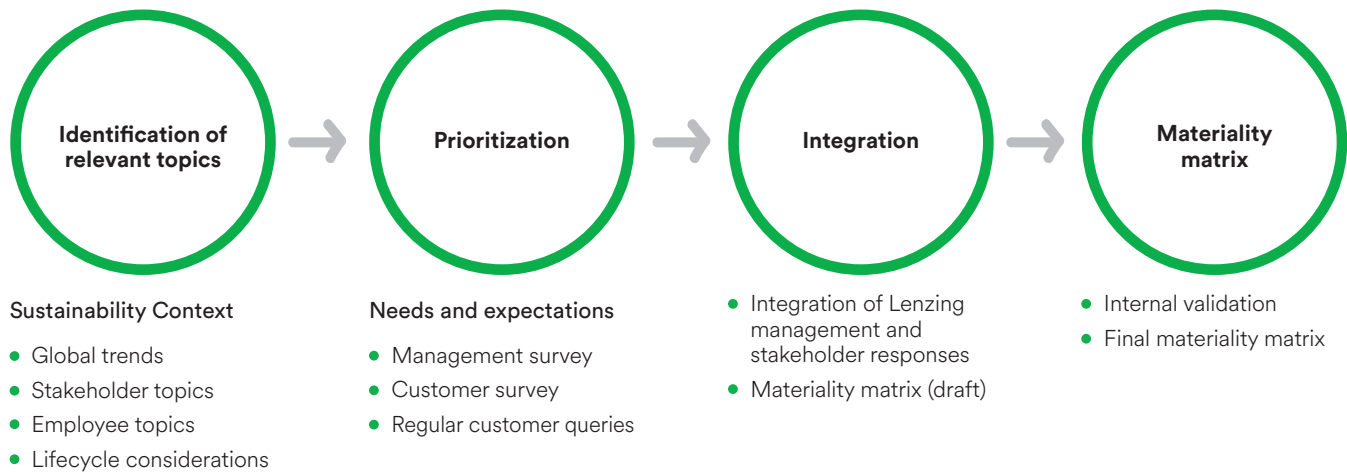 Identification of
relevant topics
Prioritization
Integration
Materiality
matrix
Sustainability Context
Global trends
Stakeholder topics
Employee topics
Lifecycle considerations
Needs and expectations
Management survey
Customer survey
Regular customer queries
Integration of Lenzing
management and
stakeholder responses
Materiality matrix (draft)
Internal validation
Final materiality matrix